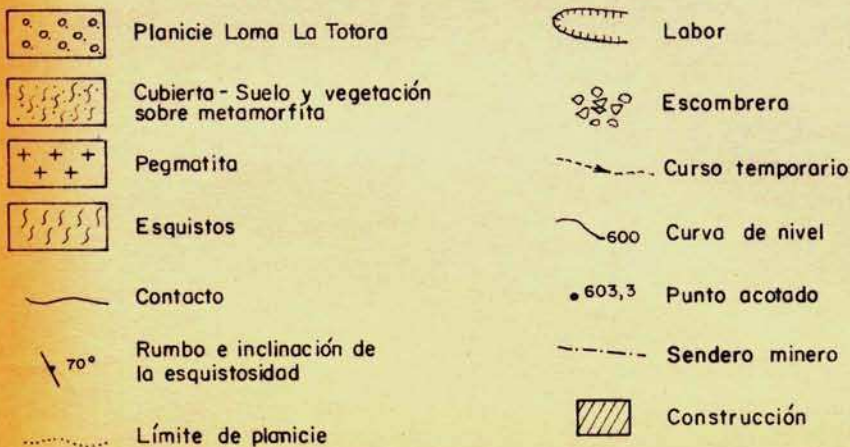 Planicie Loma La Totora
Cubierta - Suelo y vegetación
sobre metamorfita
Pegmatita
Esquistos
Contacto
70°
Rumbo e inclinación de
la esquistosidad
Límite de planicie
Labor
Escombrera
Curso temporario
600
Curva de nivel
603,3
Punto acotado
Sendero minero
Construcción